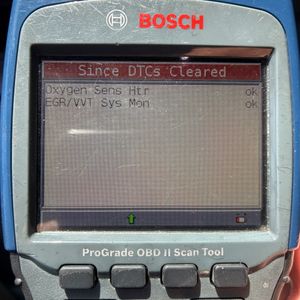 BOSCH
Since DTCs Cleared
Oxygen Sens Htr ok
EGR/VVT Sys Mon ok
ProGrade OBD II Scan Tool